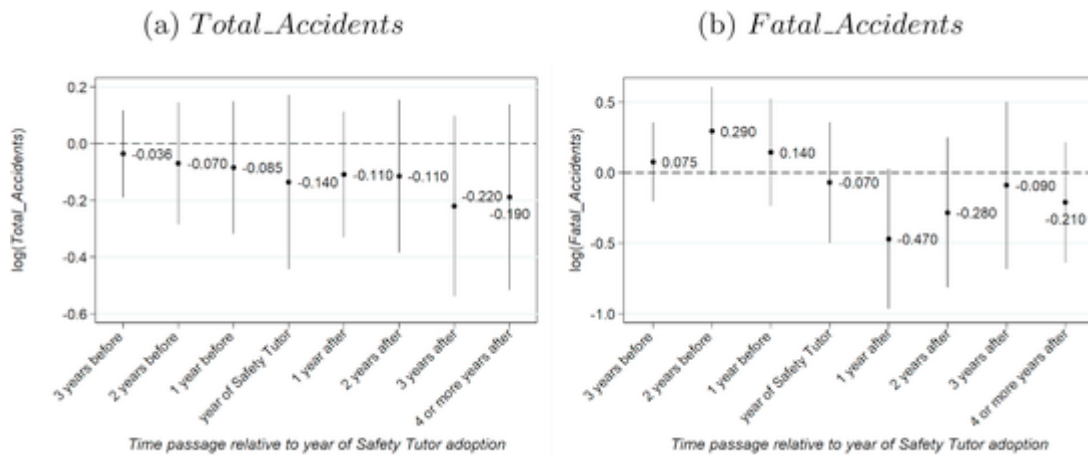 (a) Total_Accidents
0.2
0.0
-0.2
-0.4
-0.6
log(Total_Accidents)
-0.036
-0.070
-0.085
-0.140
-0.110
-0.110
-0.220
-0.190
3 years before
2 years before
1 year before
year of Safety Tutor
1 year after
2 years after
3 years after
4 or more years after
Time passage relative to year of Safety Tutor adoption
(b) Fatal_Accidents
0.5
0.0
-0.5
-1.0
log(Fatal_Accidents)
0.075
0.290
0.140
-0.070
-0.470
-0.280
-0.090
-0.210
3 years before
2 years before
1 year before
year of Safety Tutor
1 year after
2 years after
3 years after
4 or more years after
Time passage relative to year of Safety Tutor adoption